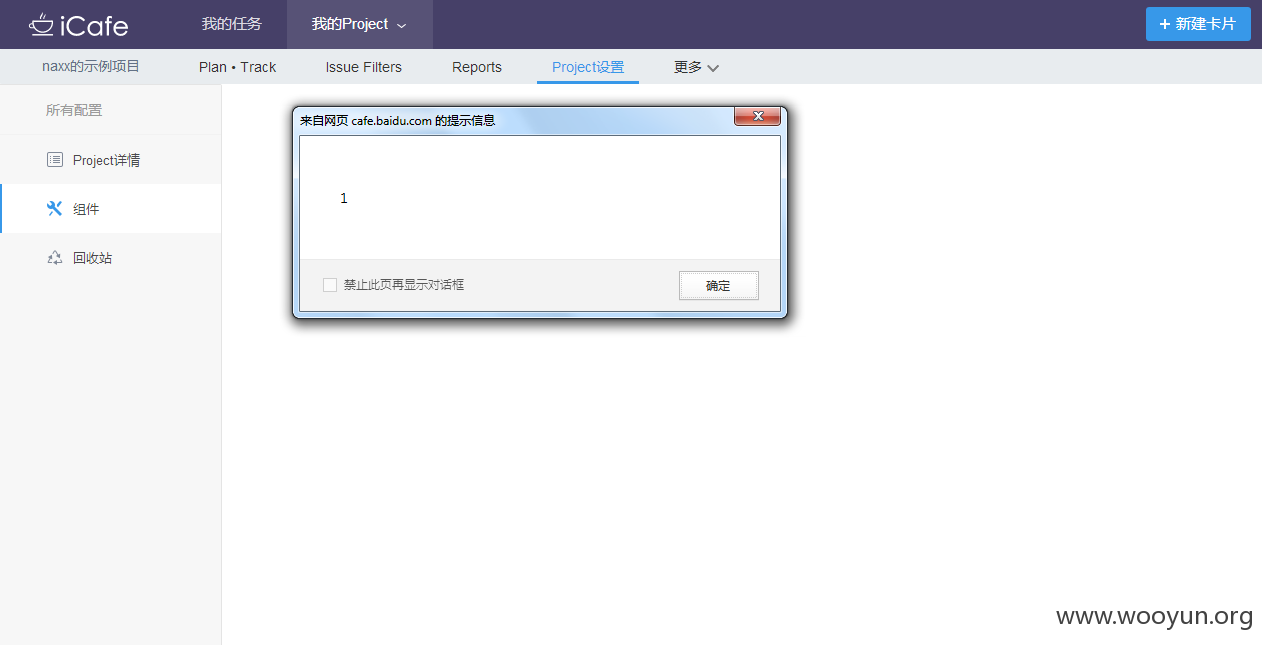 iCafe 我的任务 我的Project + 新建卡片
naxx的示例项目 Plan • Track Issue Filters Reports Project设置 更多
所有配置
Project详情
组件
回收站
来自网页 cafe.baidu.com 的提示信息
1
禁止此页再显示对话框 确定
www.wooyun.org